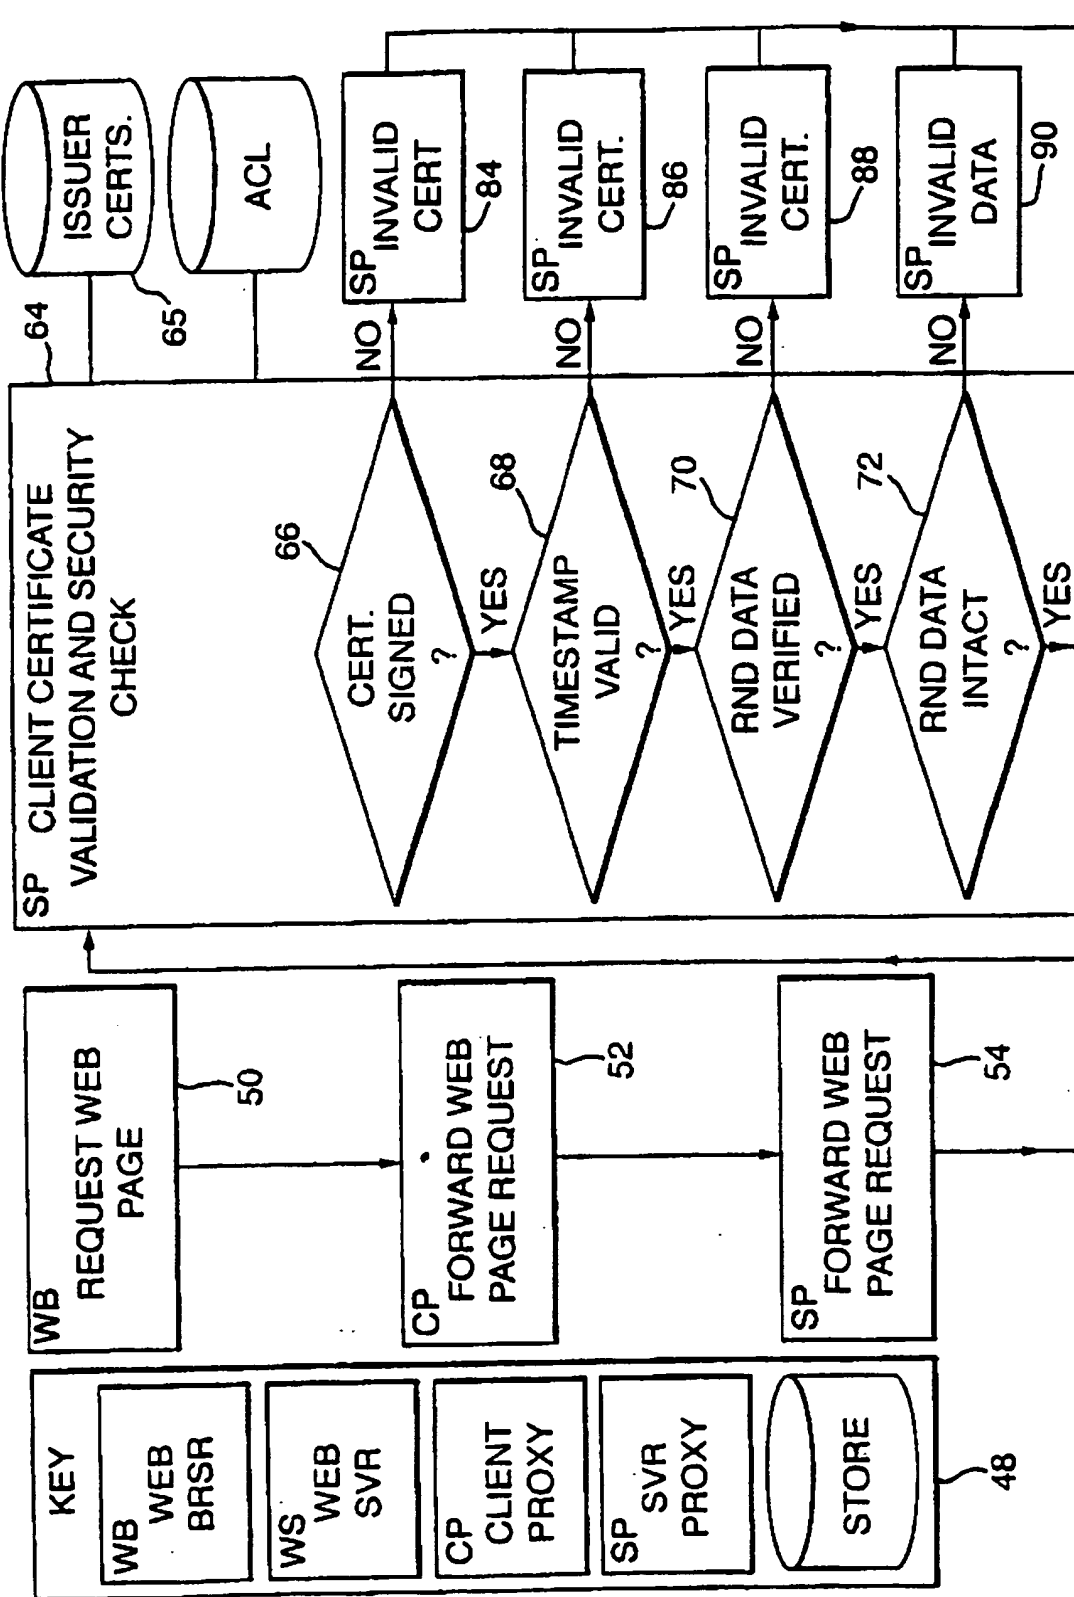 KEY
WB
WEB
BRSR
WS
WEB
SVR
CP
CLIENT
PROXY
SP
SVR
PROXY
STORE
48
WB
REQUEST WEB
PAGE
50
CP
FORWARD WEB
PAGE REQUEST
52
SP
FORWARD WEB
PAGE REQUEST
54
SP CLIENT CERTIFICATE
VALIDATION AND SECURITY
CHECK
64
ISSUER
CERTS.
65
ACL
CERT.
SIGNED
?
66
NO
YES
SP
INVALID
CERT
84
TIMESTAMP
VALID
?
68
NO
YES
SP
INVALID
CERT.
86
RND DATA
VERIFIED
?
70
NO
YES
SP
INVALID
CERT.
88
RND DATA
INTACT
?
72
NO
YES
SP
INVALID
DATA
90